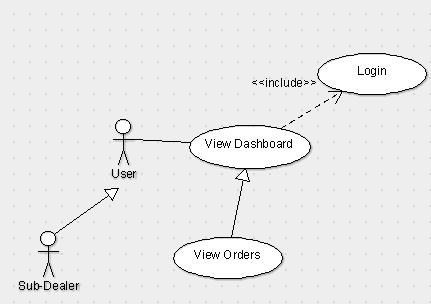 Login
<<include>>
View Dashboard
User
View Orders
Sub-Dealer